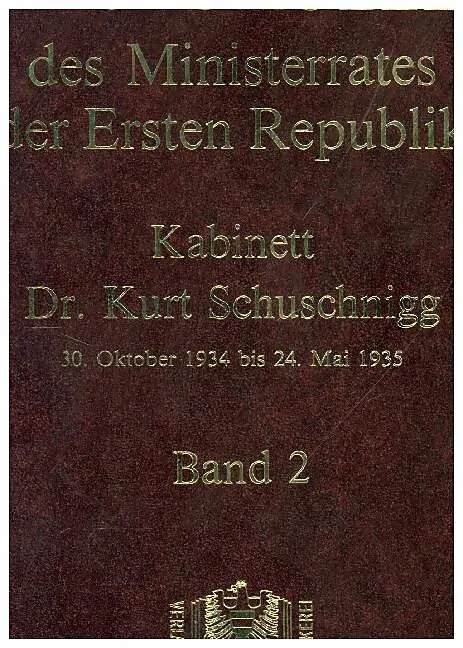 des Ministerrates
der Ersten Republik
Kabinett
Dr. Kurt Schuschnigg
30. Oktober 1934 bis 24. Mai 1935
Band 2